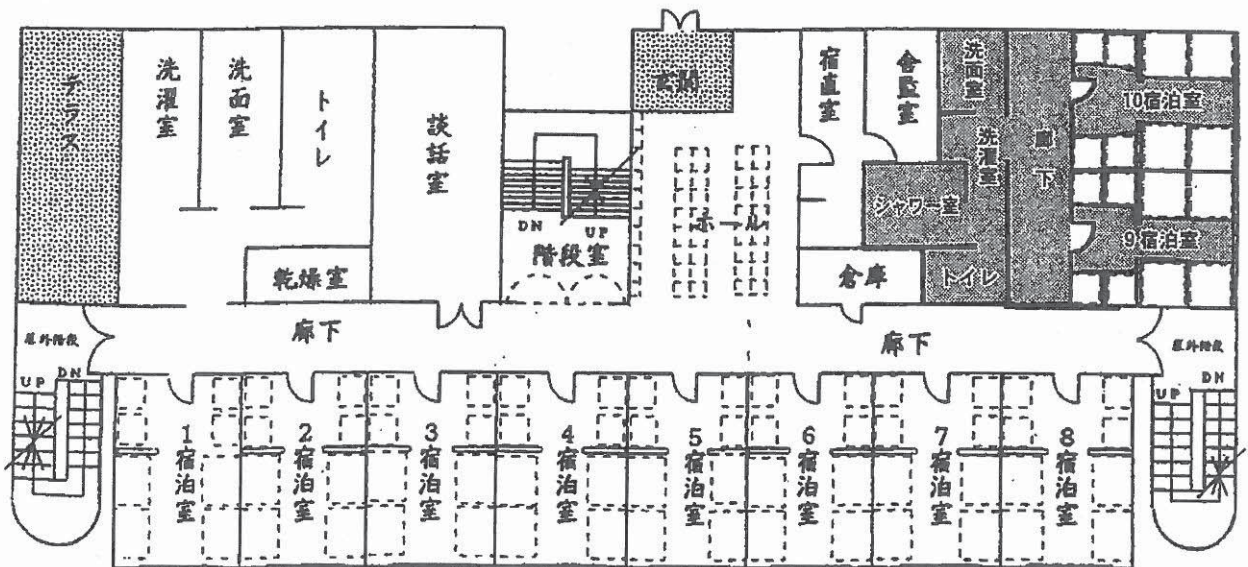 テラス
洗濯室
洗面室
トイレ
談話室
玄関
宿直室
舎監室
洗面室
洗濯室
廊下
10宿泊室
9宿泊室
シャワー室
トイレ
倉庫
ホール
DN
UP
階段室
乾燥室
廊下
廊下
屋外階段
UP
DN
屋外階段
UP
DN
1宿泊室
2宿泊室
3宿泊室
4宿泊室
5宿泊室
6宿泊室
7宿泊室
8宿泊室